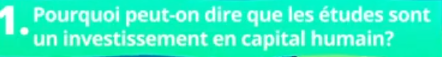 1. Pourquoi peut-on dire que les études sont
un investissement en capital humain?